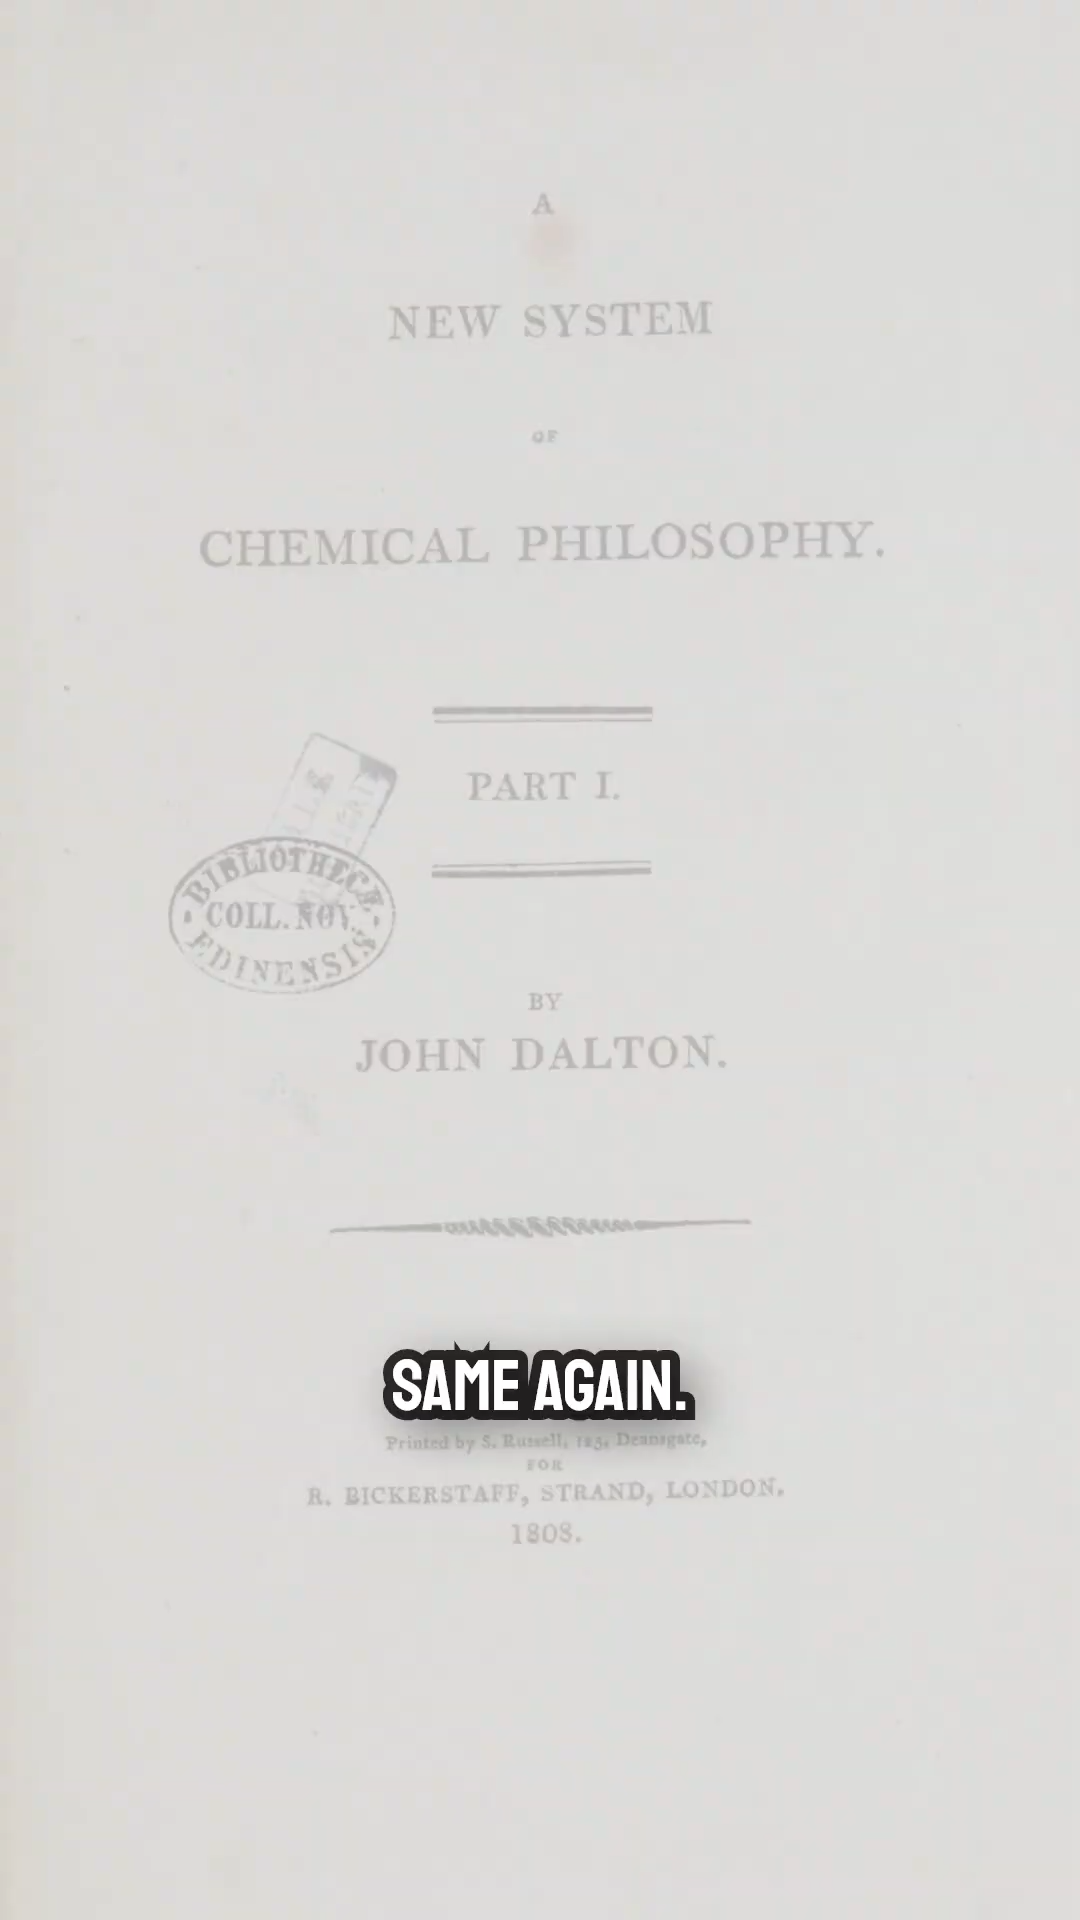 A
NEW SYSTEM
OF
CHEMICAL PHILOSOPHY.
PART I.
BIBLIOTHECA
COLL. NOV.
EDINENSIS
BY
JOHN DALTON.
SAME AGAIN.
Printed by S. Russell, 125, Deansgate,
FOR
R. BICKERSTAFF, STRAND, LONDON.
1808.